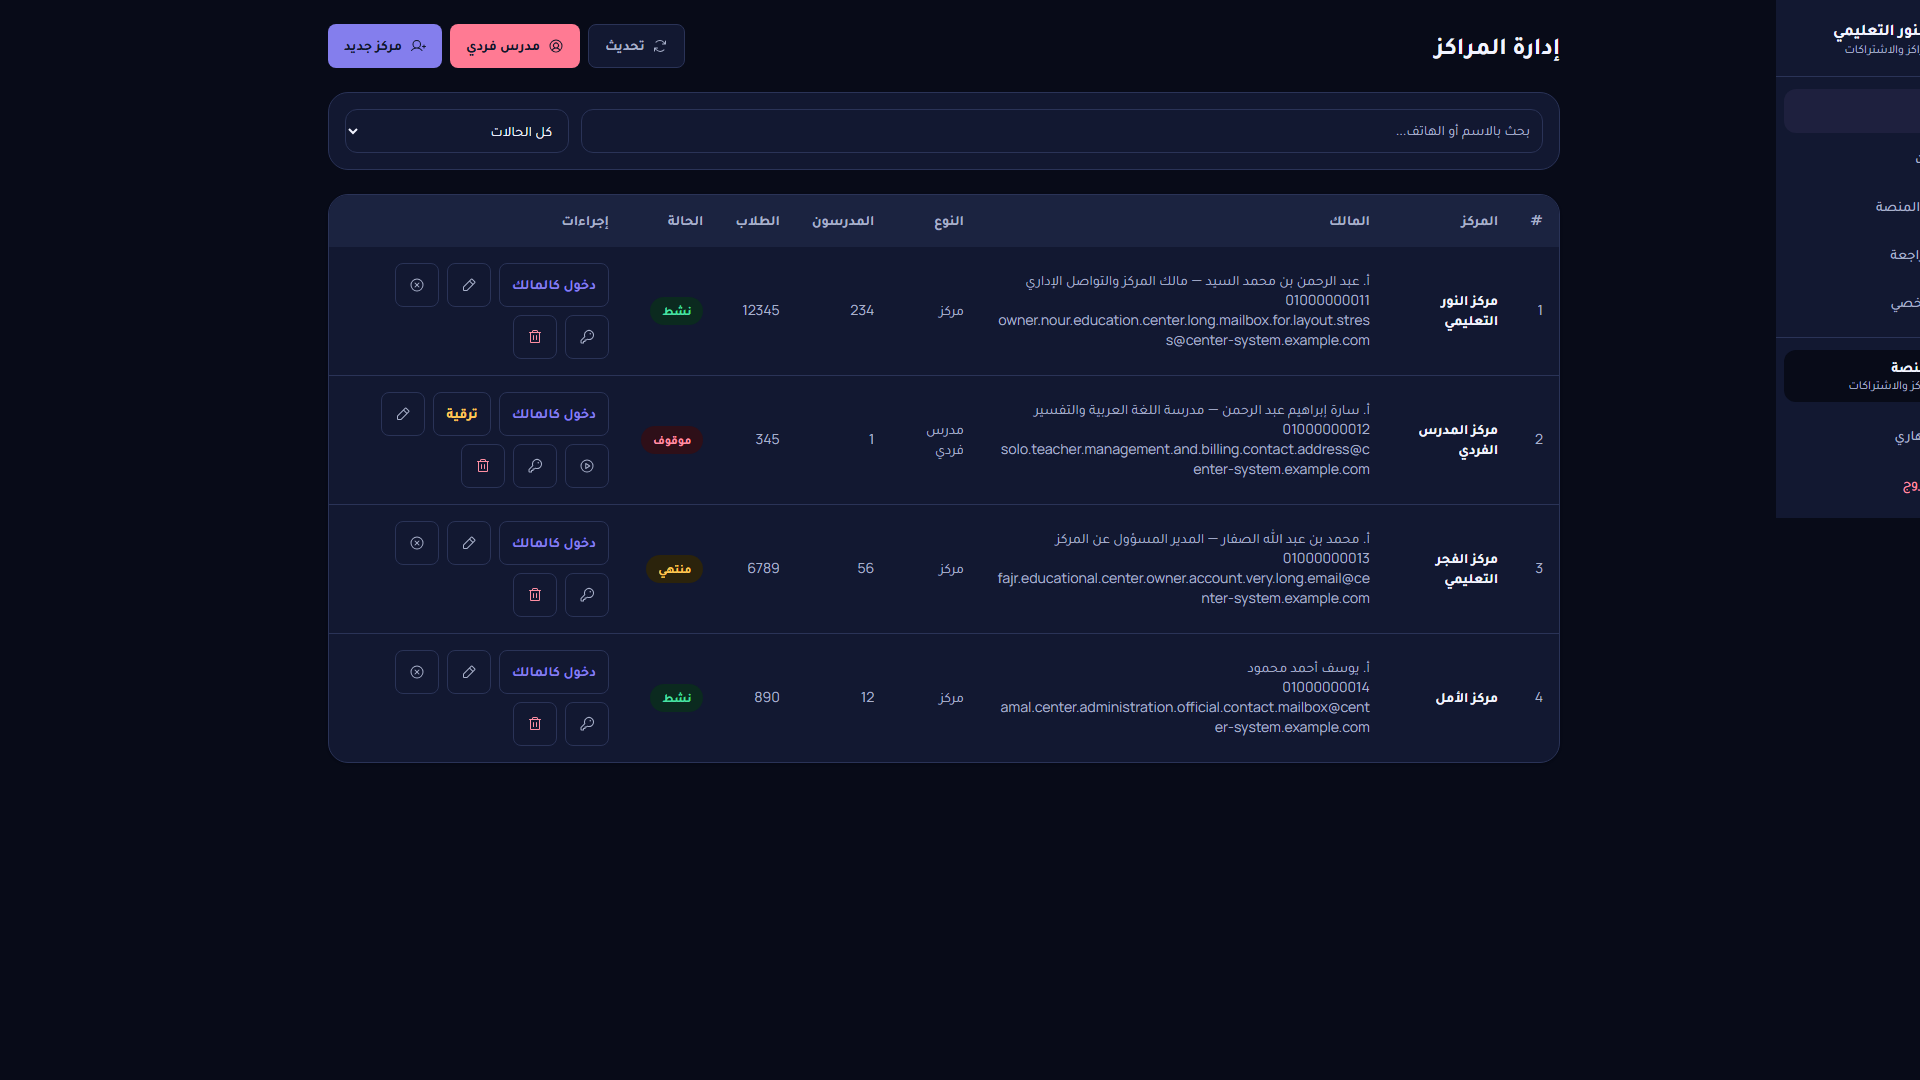 إدارة المراكز
تحديث
مدرس فردي
مركز جديد
بحث بالاسم أو الهاتف...
كل الحالات
# المركز المالك النوع المدرسون الطلاب الحالة إجراءات
1
مركز النور
التعليمي
أ. عبد الرحمن بن محمد السيد — مالك المركز والتواصل الإداري
01000000011
owner.nour.education.center.long.mailbox.for.layout.stres
s@center-system.example.com
مركز
234
12345
نشط
دخول كالمالك
2
مركز المدرس
الفردي
أ. سارة إبراهيم عبد الرحمن — مدرسة اللغة العربية والتفسير
01000000012
solo.teacher.management.and.billing.contact.address@c
enter-system.example.com
مدرس
فردي
1
345
موقوف
دخول كالمالك
ترقية
3
مركز الفجر
التعليمي
أ. محمد بن عبد الله الصفار — المدير المسؤول عن المركز
01000000013
fajr.educational.center.owner.account.very.long.email@ce
nter-system.example.com
مركز
56
6789
منتهي
دخول كالمالك
4
مركز الأمل
أ. يوسف أحمد محمود
01000000014
amal.center.administration.official.contact.mailbox@cent
er-system.example.com
مركز
12
890
نشط
دخول كالمالك
التعليمي
والاشتراكات
المنصة
والاشتراكات